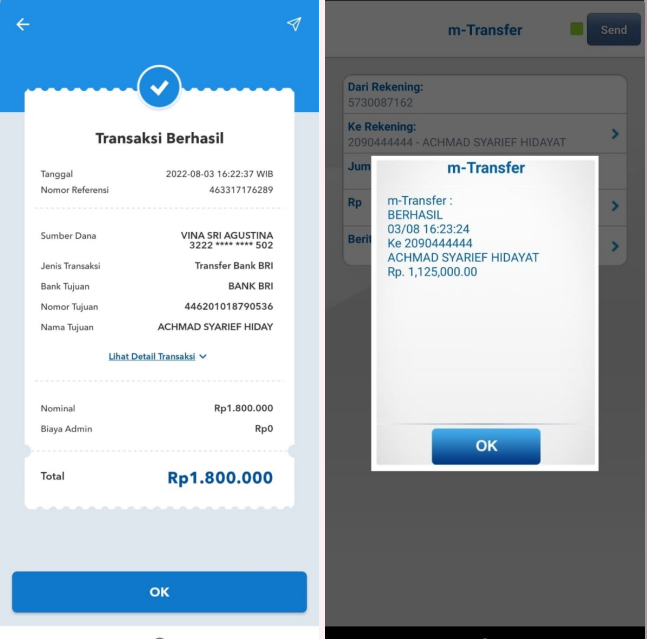 Transaksi Berhasil
Tanggal 2022-08-03 16:22:37 WIB
Nomor Referensi 463317176289
Sumber Dana VINA SRI AGUSTINA
3222 **** **** 502
Jenis Transaksi Transfer Bank BRI
Bank Tujuan BANK BRI
Nomor Tujuan 446201018790536
Nama Tujuan ACHMAD SYARIEF HIDAY
Lihat Detail Transaksi
Nominal Rp1.800.000
Biaya Admin Rp0
Total Rp1.800.000
OK
m-Transfer Send
Dari Rekening:
5730087162
Ke Rekening:
2090444444 - ACHMAD SYARIEF HIDAYAT
Jum
Rp
Beri
m-Transfer
m-Transfer :
BERHASIL
03/08 16:23:24
Ke 2090444444
ACHMAD SYARIEF HIDAYAT
Rp. 1,125,000.00
OK